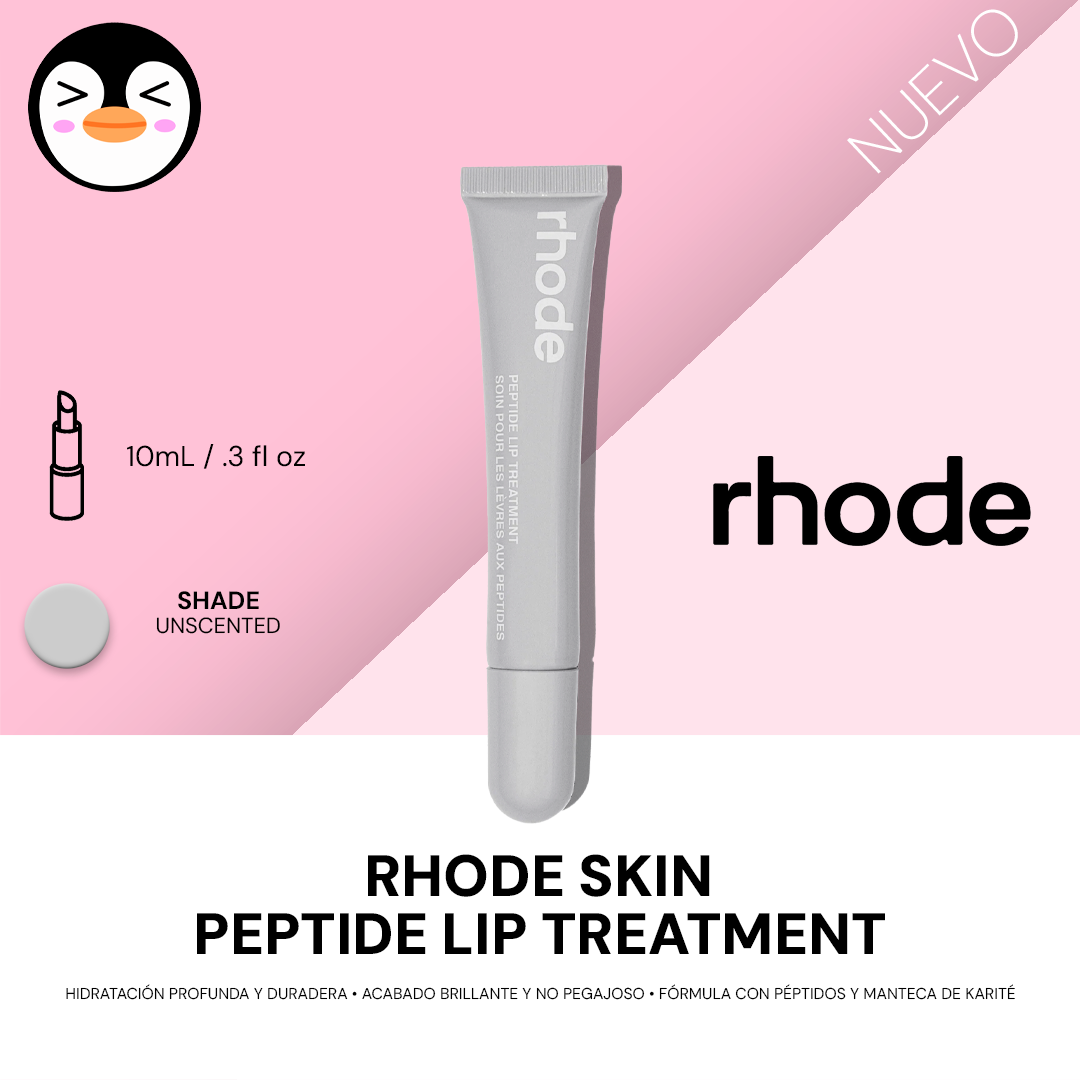 NUEVO
rhode
PEPTIDE LIP TREATMENT
SOIN POUR LES LÈVRES AUX PEPTIDES
10mL / .3 fl oz
rhode
SHADE
UNSCENTED
RHODE SKIN
PEPTIDE LIP TREATMENT
HIDRATACIÓN PROFUNDA Y DURADERA • ACABADO BRILLANTE Y NO PEGAJOSO • FÓRMULA CON PÉPTIDOS Y MANTECA DE KARITÉ